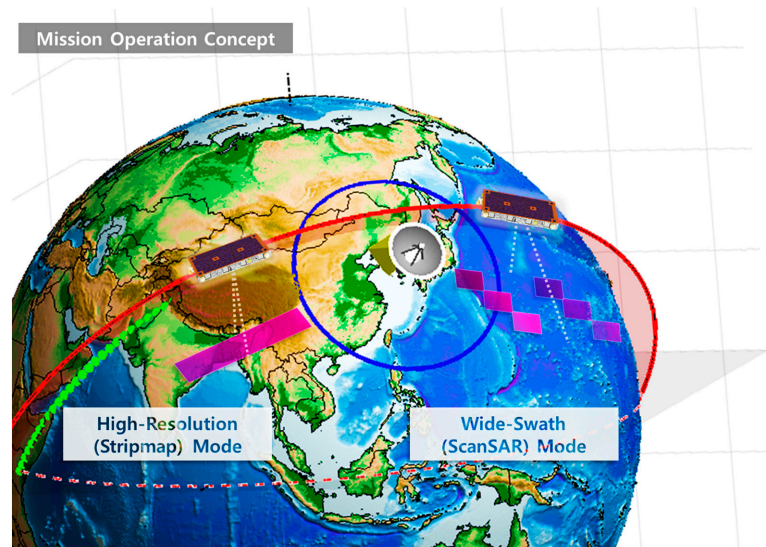 Mission Operation Concept
High-Resolution
(Stripmap) Mode
Wide-Swath
(ScanSAR) Mode